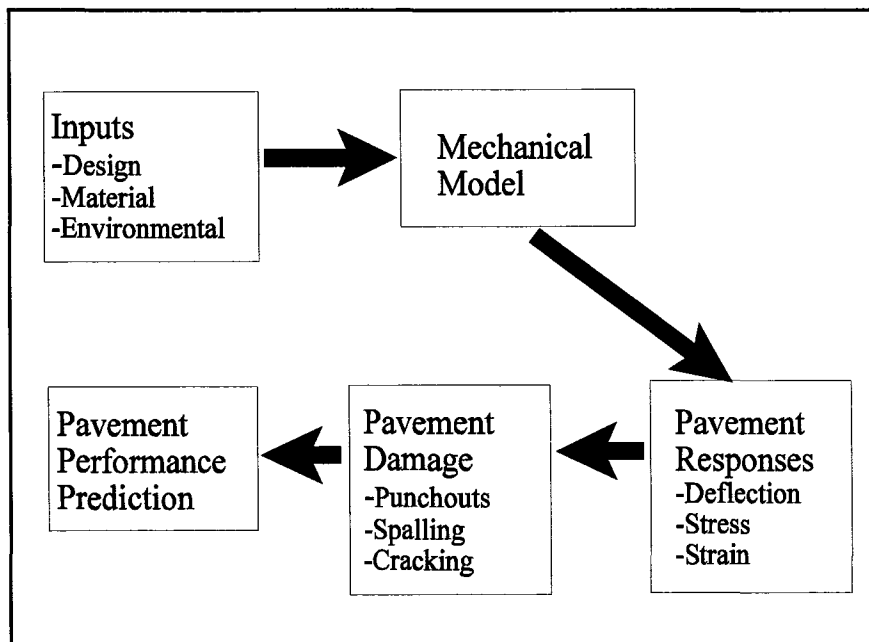 Inputs
-Design
-Material
-Environmental
Mechanical
Model
Pavement
Responses
-Deflection
-Stress
-Strain
Pavement
Damage
-Punchouts
-Spalling
-Cracking
Pavement
Performance
Prediction